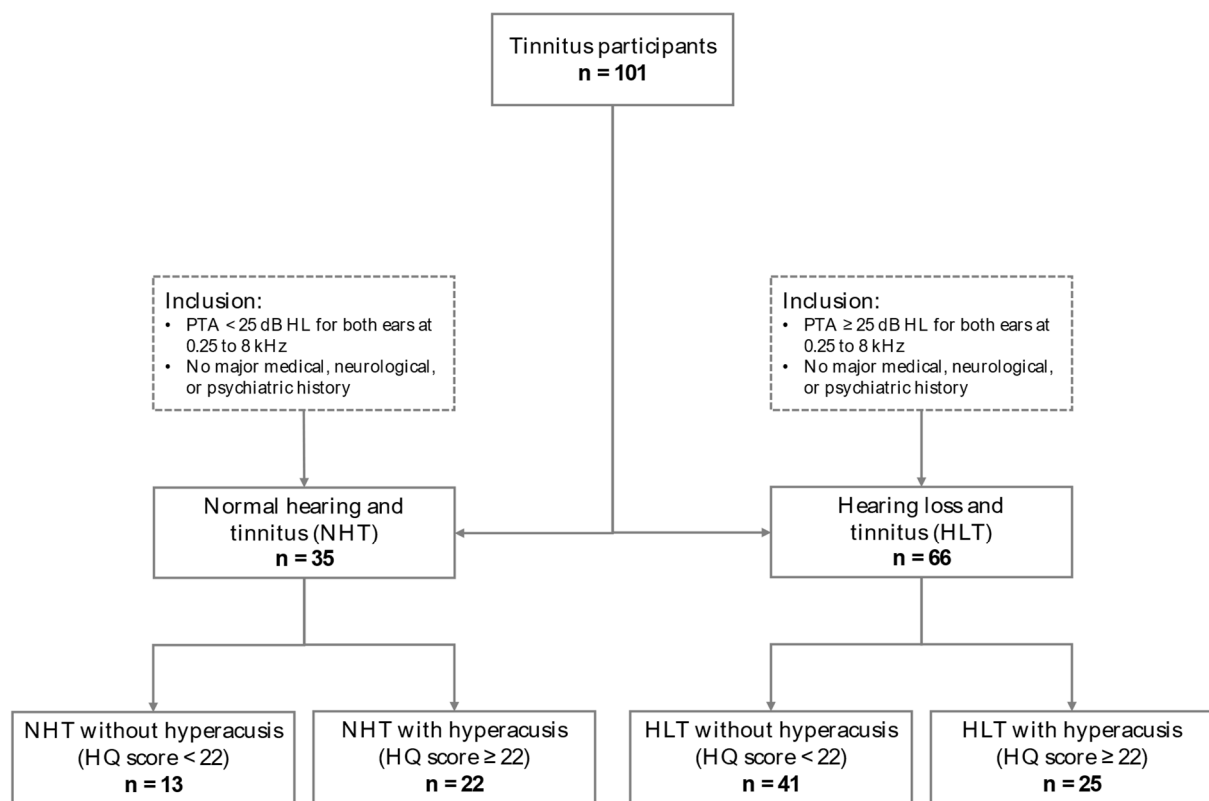 Tinnitus participants
n = 101
Inclusion:
• PTA < 25 dB HL for both ears at
0.25 to 8 kHz
• No major medical, neurological,
or psychiatric history
Inclusion:
• PTA ≥ 25 dB HL for both ears at
0.25 to 8 kHz
• No major medical, neurological,
or psychiatric history
Normal hearing and
tinnitus (NHT)
n = 35
Hearing loss and
tinnitus (HLT)
n = 66
NHT without hyperacusis
(HQ score < 22)
n = 13
NHT with hyperacusis
(HQ score ≥ 22)
n = 22
HLT without hyperacusis
(HQ score < 22)
n = 41
HLT with hyperacusis
(HQ score ≥ 22)
n = 25